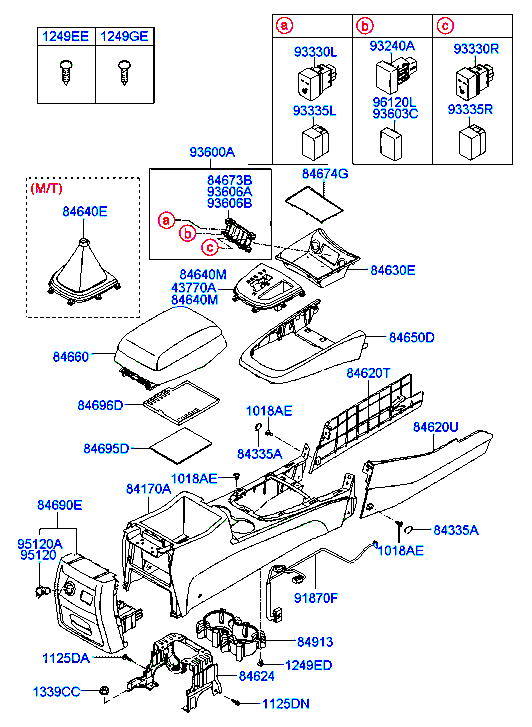 1249EE 1249GE
a b c
93330L 93240A 93330R
96120L
93603C
93335L 93335R
93600A
84674G
84673B
93606A
93606B
a
b
c
(M/T)
84640E
84630E
84640M
43770A
84640M
84650D
84660
84620T
84696D
1018AE
84620U
84335A
84695D
1018AE
84170A
84690E
84335A
95120A
95120
1018AE
91870F
84913
1125DA
1249ED
84624
1339CC
1125DN